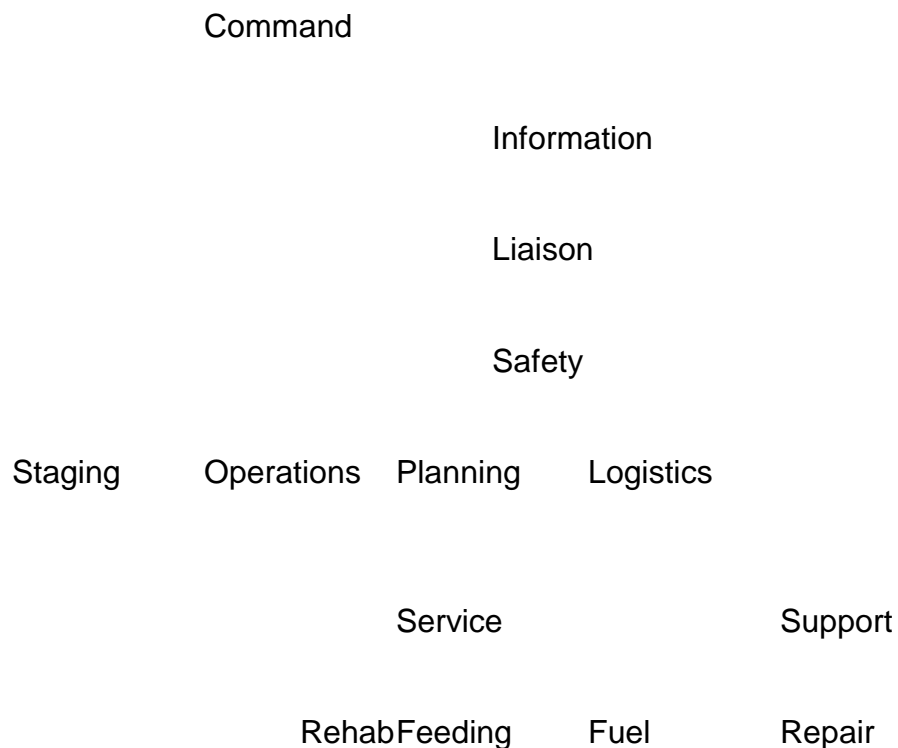 Command
Information
Liaison
Safety
Staging Operations Planning Logistics
Service Support
RehabFeeding Fuel Repair